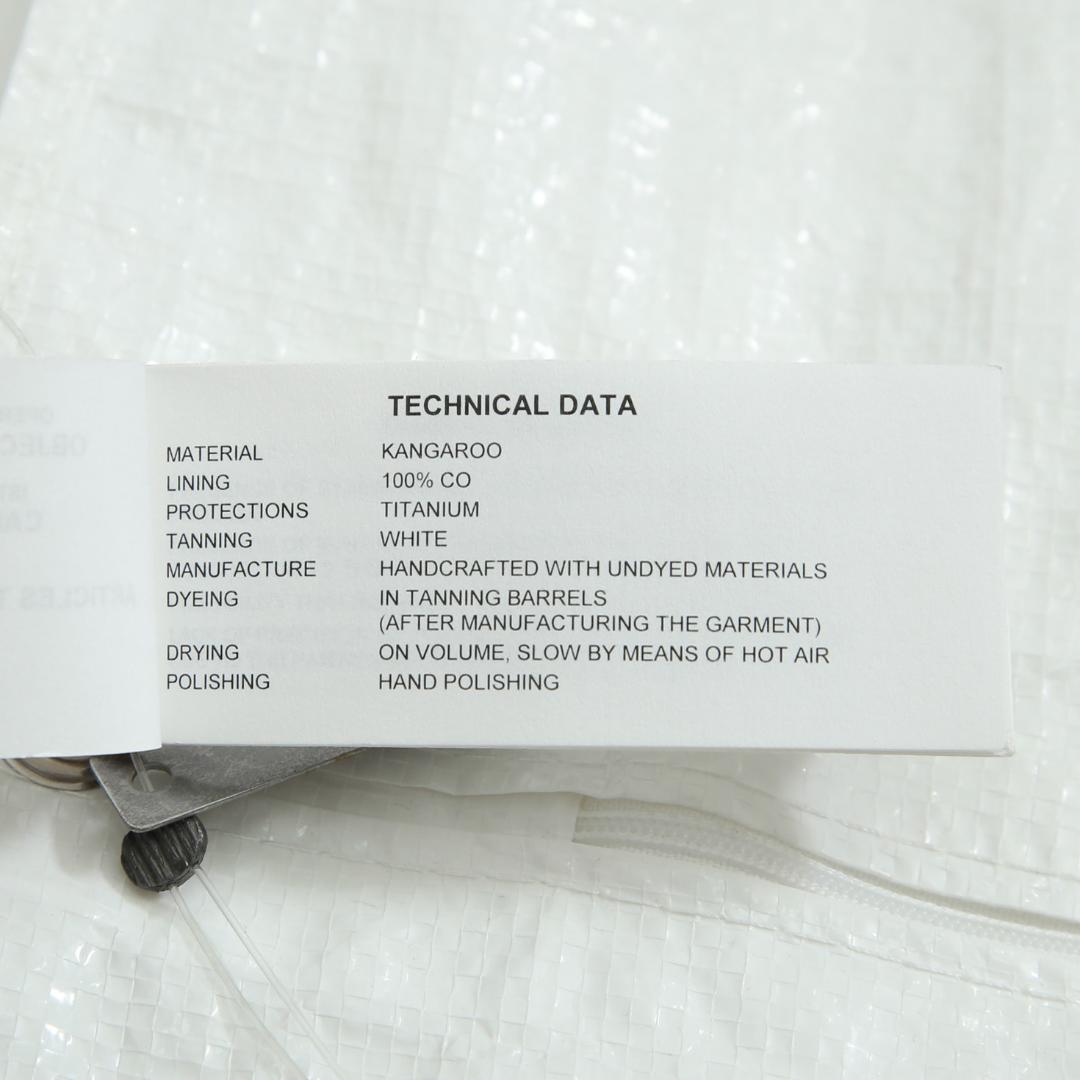 TECHNICAL DATA
MATERIAL KANGAROO
LINING 100% CO
PROTECTIONS TITANIUM
TANNING WHITE
MANUFACTURE HANDCRAFTED WITH UNDYED MATERIALS
DYEING IN TANNING BARRELS
(AFTER MANUFACTURING THE GARMENT)
DRYING ON VOLUME, SLOW BY MEANS OF HOT AIR
POLISHING HAND POLISHING